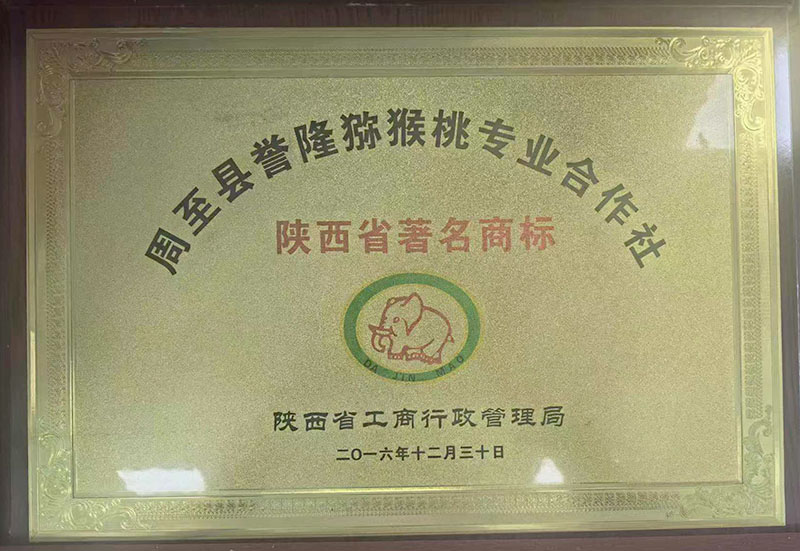 周至县誉隆猕猴桃专业合作社
陕西省著名商标
DA JIN MAO
陕西省工商行政管理局
二〇一六年十二月三十日